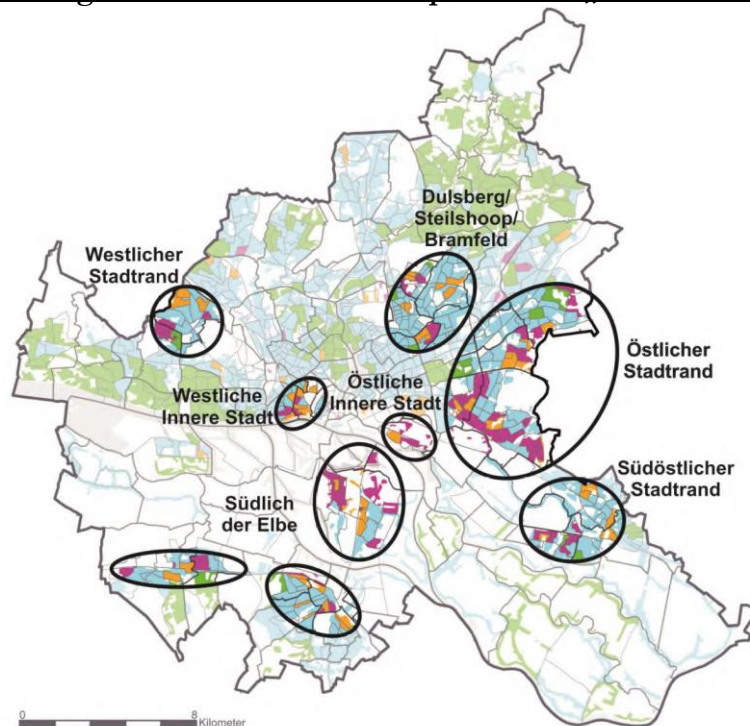 Dulsberg/
Steilshoop/
Bramfeld
Westlicher
Stadtrand
Östlicher
Stadtrand
Westliche
Innere Stadt
Östliche
Innere Stadt
Südöstlicher
Stadtrand
Südlich
der Elbe
0 8
Kilometer